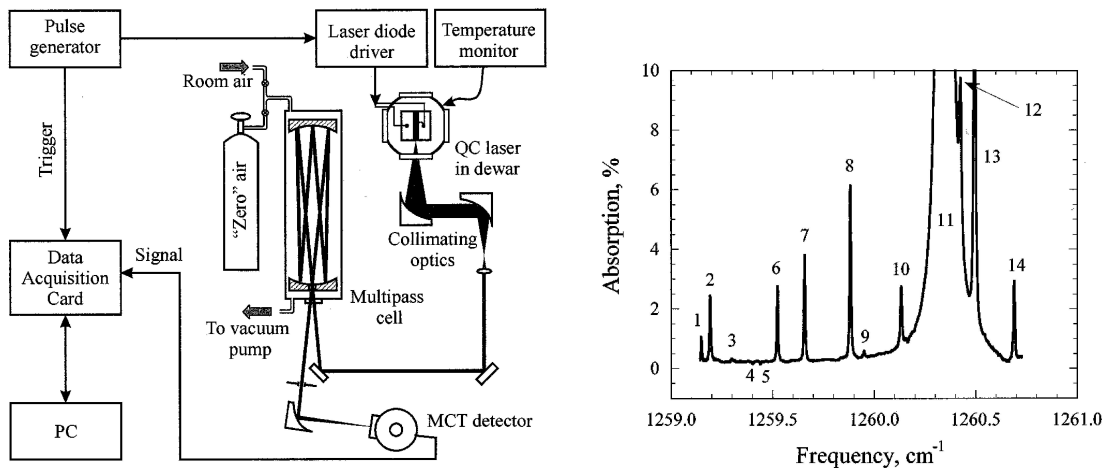 Pulse
generator
Laser diode
driver
Temperature
monitor
Room air
Trigger
"Zero" air
QC laser
in dewar
Collimating
optics
Multipass
cell
Data
Acquisition
Card
Signal
To vacuum
pump
PC
MCT detector
Absorption, %
10
8
6
4
2
0
1
2
3
4
5
6
7
8
9
10
11
12
13
14
1259.0
1259.5
1260.0
1260.5
1261.0
Frequency, cm-1